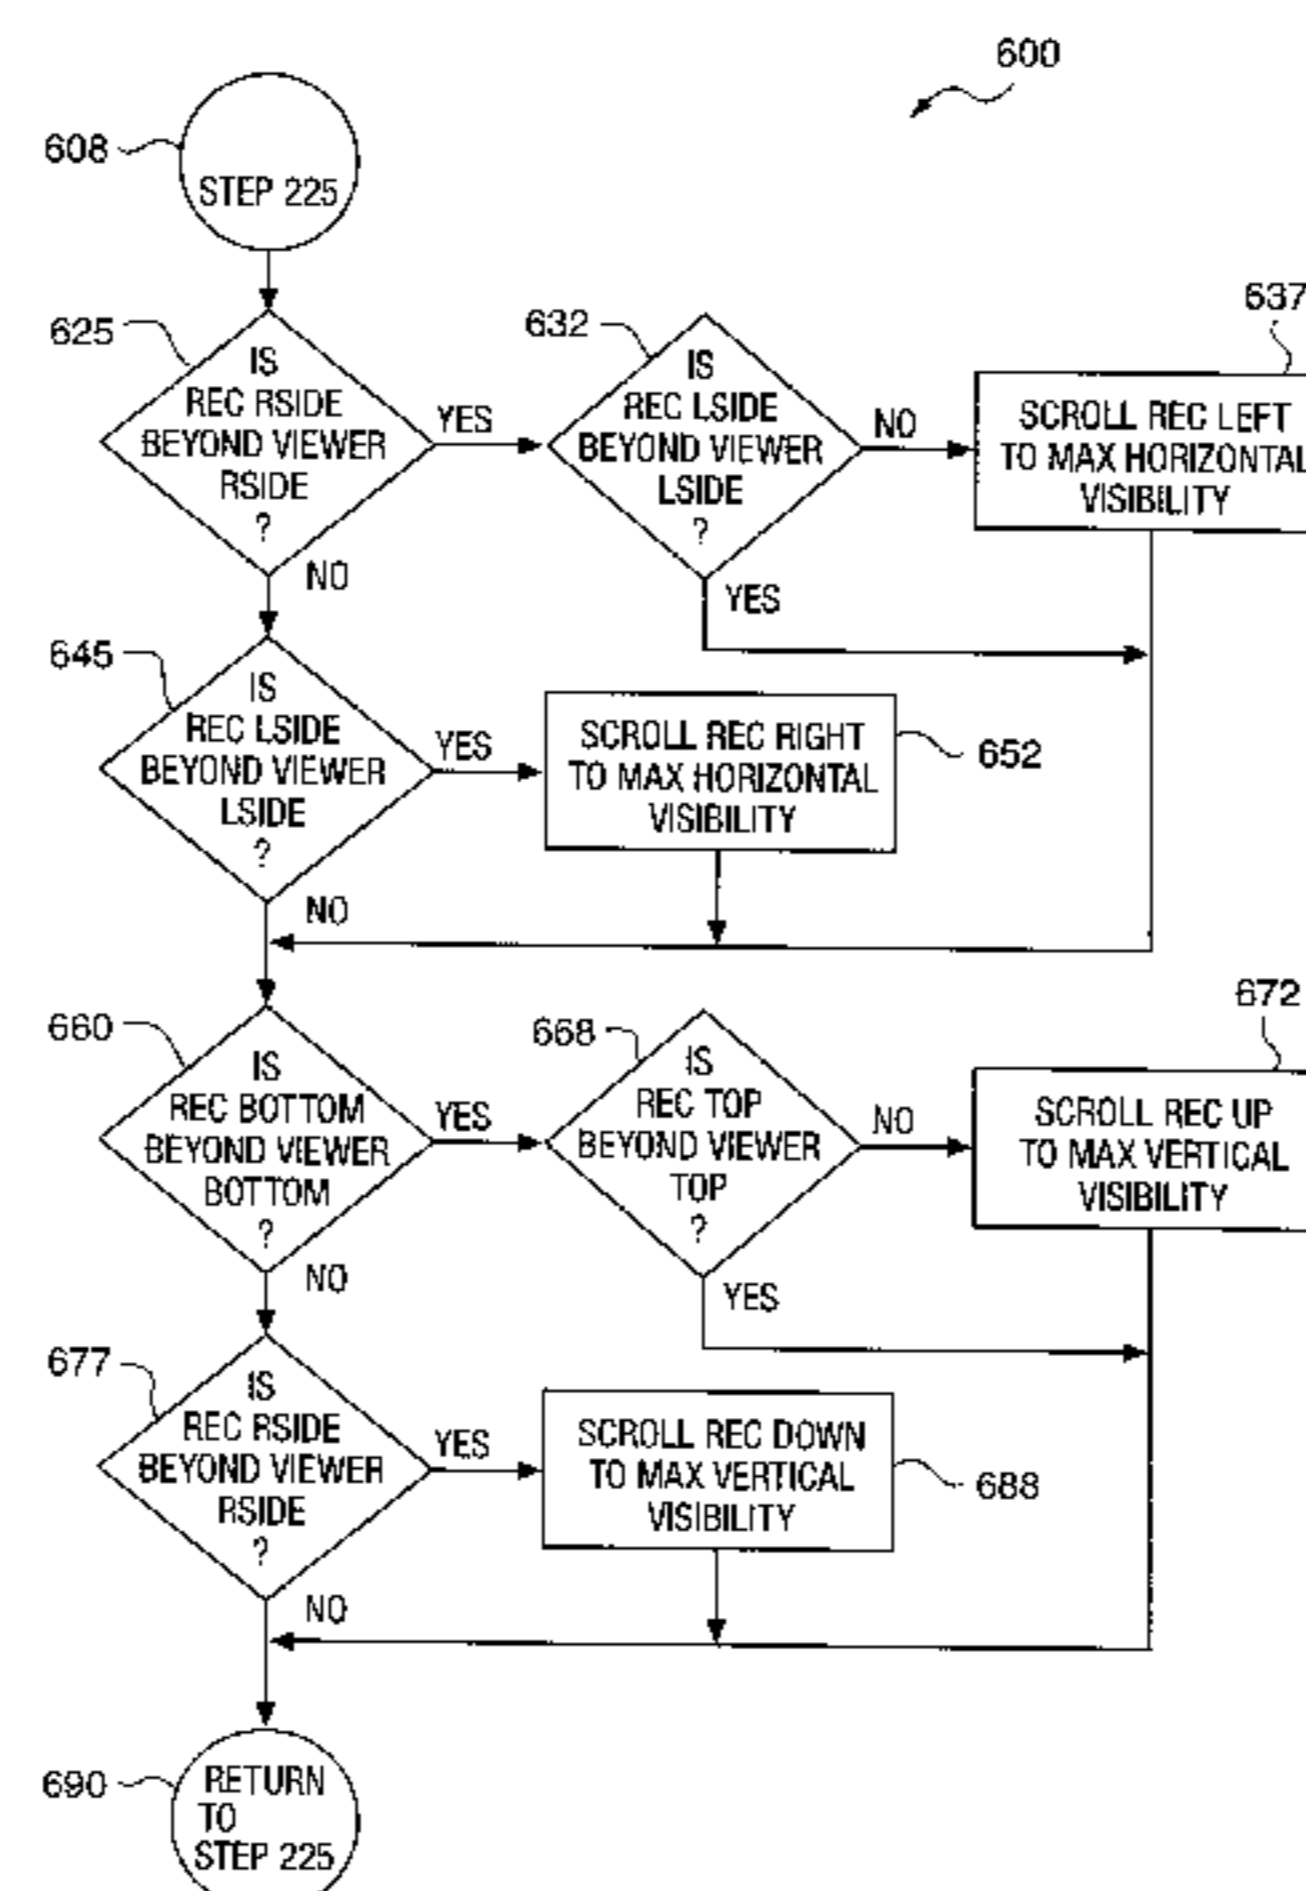 600
608
STEP 225
625
IS
REC RSIDE
BEYOND VIEWER
RSIDE
?
YES
NO
632
IS
REC LSIDE
BEYOND VIEWER
LSIDE
?
NO
YES
637
SCROLL REC LEFT
TO MAX HORIZONTAL
VISIBILITY
645
IS
REC LSIDE
BEYOND VIEWER
LSIDE
?
YES
NO
SCROLL REC RIGHT
TO MAX HORIZONTAL
VISIBILITY
652
660
IS
REC BOTTOM
BEYOND VIEWER
BOTTOM
?
YES
NO
668
IS
REC TOP
BEYOND VIEWER
TOP
?
NO
YES
672
SCROLL REC UP
TO MAX VERTICAL
VISIBILITY
677
IS
REC RSIDE
BEYOND VIEWER
RSIDE
?
YES
NO
SCROLL REC DOWN
TO MAX VERTICAL
VISIBILITY
688
690
RETURN
TO
STEP 225